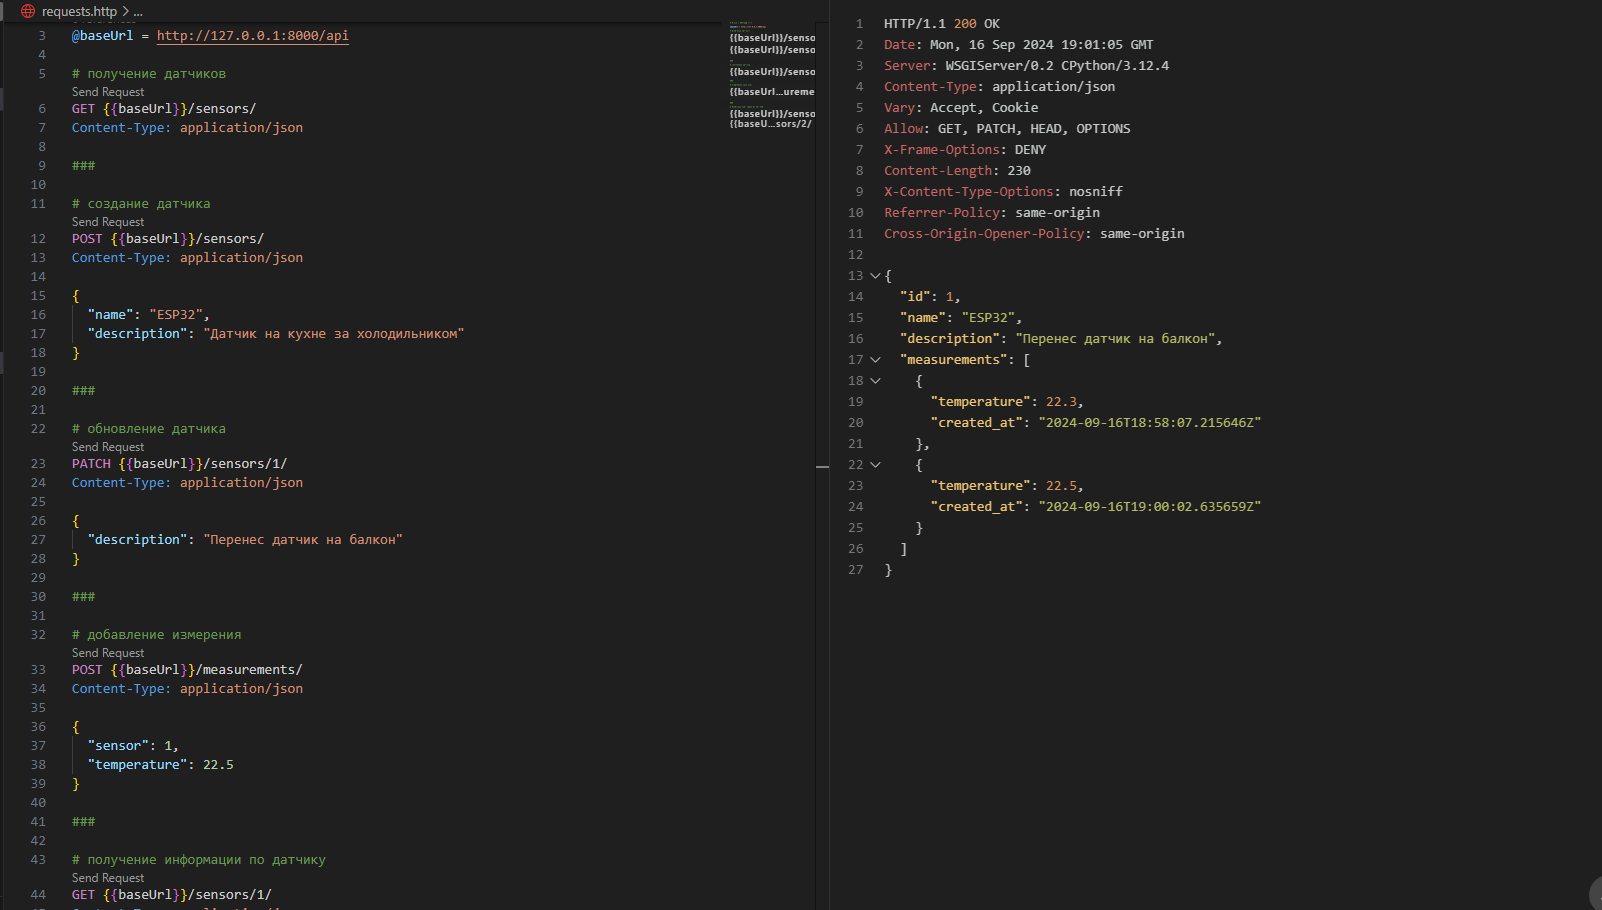 requests.http > ...
3 @baseUrl = http://127.0.0.1:8000/api
4
5 # получение датчиков
Send Request
6 GET {{baseUrl}}/sensors/
7 Content-Type: application/json
8
9 ###
10
11 # создание датчика
Send Request
12 POST {{baseUrl}}/sensors/
13 Content-Type: application/json
14
15 {
16 "name": "ESP32",
17 "description": "Датчик на кухне за холодильником"
18 }
19
20 ###
21
22 # обновление датчика
Send Request
23 PATCH {{baseUrl}}/sensors/1/
24 Content-Type: application/json
25
26 {
27 "description": "Перенес датчик на балкон"
28 }
29
30 ###
31
32 # добавление измерения
Send Request
33 POST {{baseUrl}}/measurements/
34 Content-Type: application/json
35
36 {
37 "sensor": 1,
38 "temperature": 22.5
39 }
40
41 ###
42
43 # получение информации по датчику
Send Request
44 GET {{baseUrl}}/sensors/1/
{{baseUrl}}/senso
{{baseUrl}}/senso
{{baseUrl}}/senso
{{baseUrl...ureme
{{baseUrl}}/senso
{{baseU...sors/2/
1 HTTP/1.1 200 OK
2 Date: Mon, 16 Sep 2024 19:01:05 GMT
3 Server: WSGIServer/0.2 CPython/3.12.4
4 Content-Type: application/json
5 Vary: Accept, Cookie
6 Allow: GET, PATCH, HEAD, OPTIONS
7 X-Frame-Options: DENY
8 Content-Length: 230
9 X-Content-Type-Options: nosniff
10 Referrer-Policy: same-origin
11 Cross-Origin-Opener-Policy: same-origin
12
13 {
14 "id": 1,
15 "name": "ESP32",
16 "description": "Перенес датчик на балкон",
17 "measurements": [
18 {
19 "temperature": 22.3,
20 "created_at": "2024-09-16T18:58:07.215646Z"
21 },
22 {
23 "temperature": 22.5,
24 "created_at": "2024-09-16T19:00:02.635659Z"
25 }
26 ]
27 }